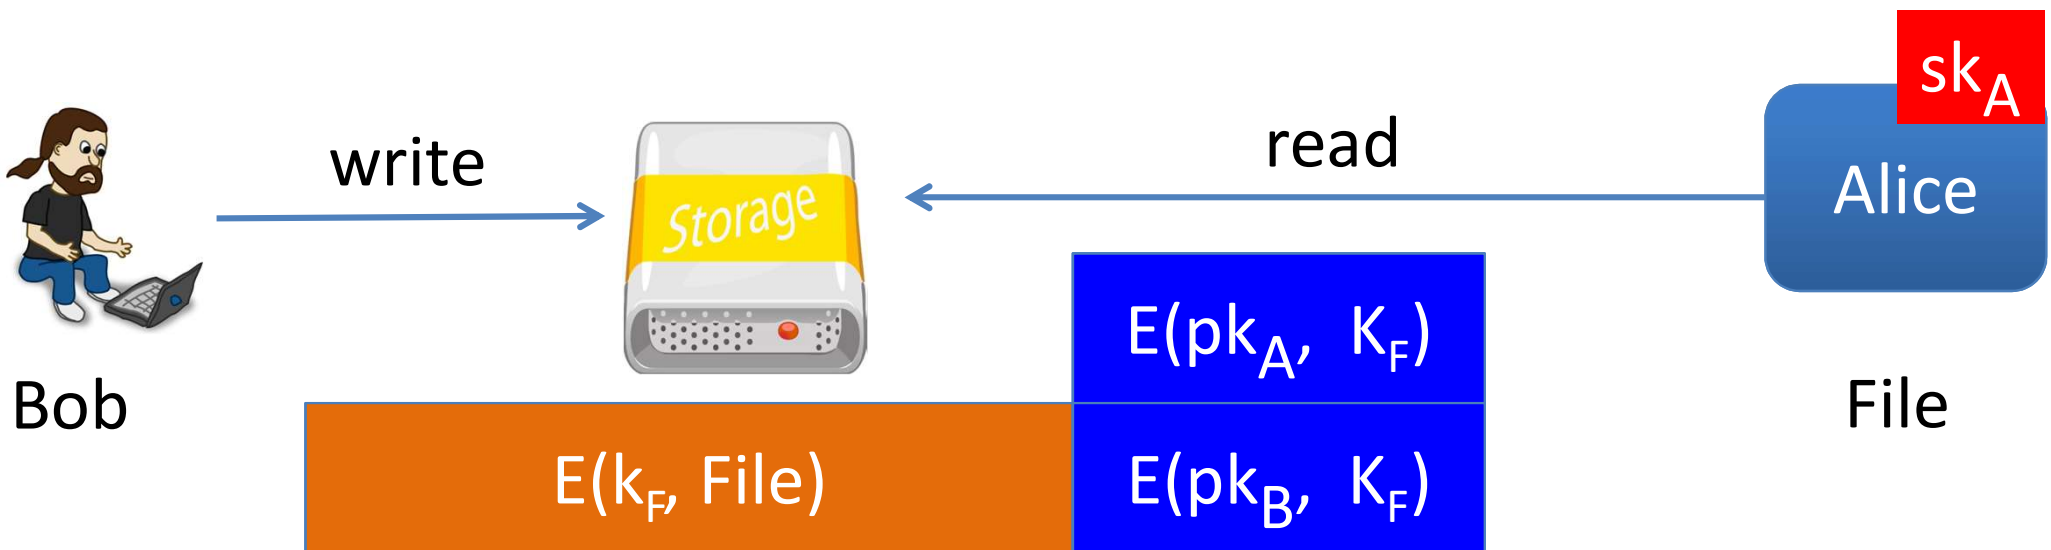 sk_A
write
read
Storage
Alice
Bob
E(pk_A, K_F)
File
E(k_F, File)
E(pk_B, K_F)